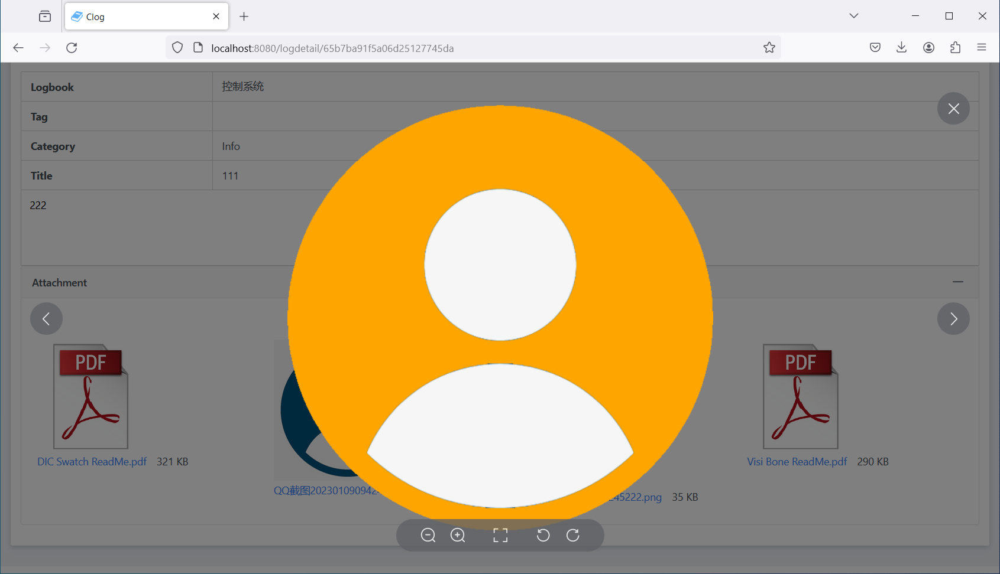 Clog
localhost:8080/logdetail/65b7ba91f5a06d25127745da
Logbook 控制系统
Tag
Category Info
Title 111
222
Attachment
PDF
PDF
DIC Swatch ReadMe.pdf 321 KB
Visi Bone ReadMe.pdf 290 KB
QQ截图2023010909424
45222.png 35 KB